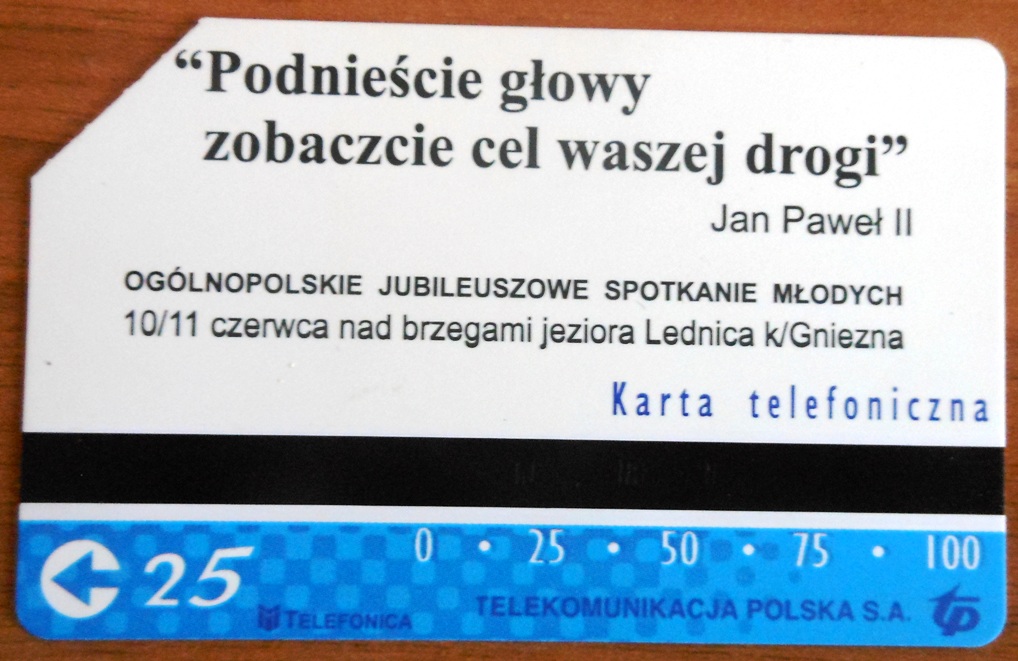 “Podnieście głowy
zobaczcie cel waszej drogi”
Jan Paweł II
OGÓLNOPOLSKIE JUBILEUSZOWE SPOTKANIE MŁODYCH
10/11 czerwca nad brzegami jeziora Lednica k/Gniezna
Karta telefoniczna
0 • 25 • 50 • 75 • 100
25
TELEFONICA TELEKOMUNIKACJA POLSKA S.A. tp